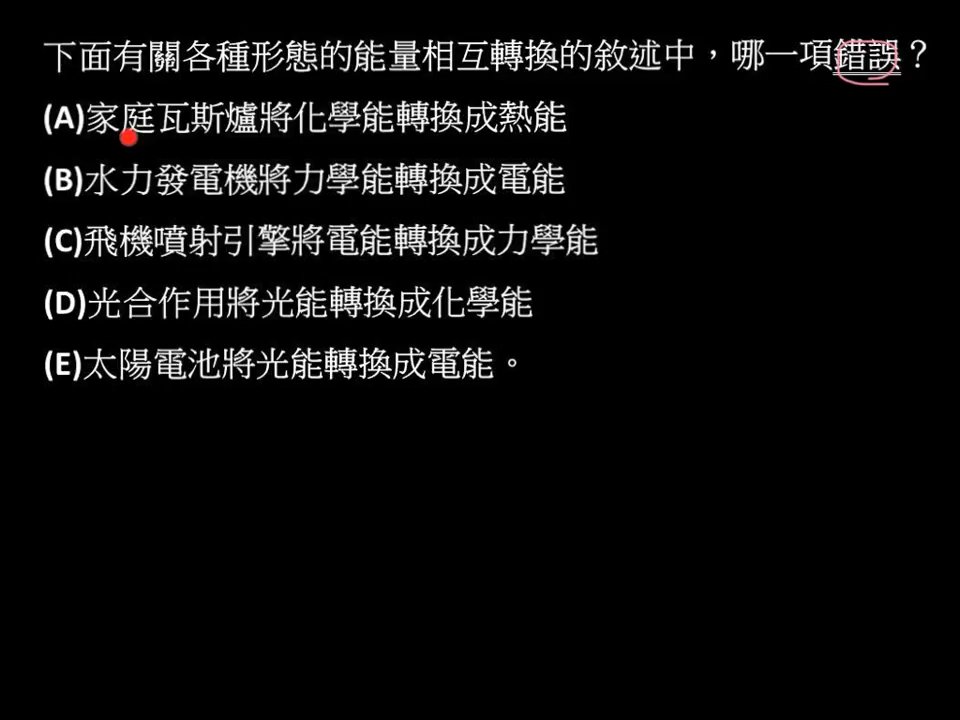 下面有關各種形態的能量相互轉換的敘述中，哪一項錯誤？
(A)家庭瓦斯爐將化學能轉換成熱能
(B)水力發電機將力學能轉換成電能
(C)飛機噴射引擎將電能轉換成力學能
(D)光合作用將光能轉換成化學能
(E)太陽電池將光能轉換成電能。